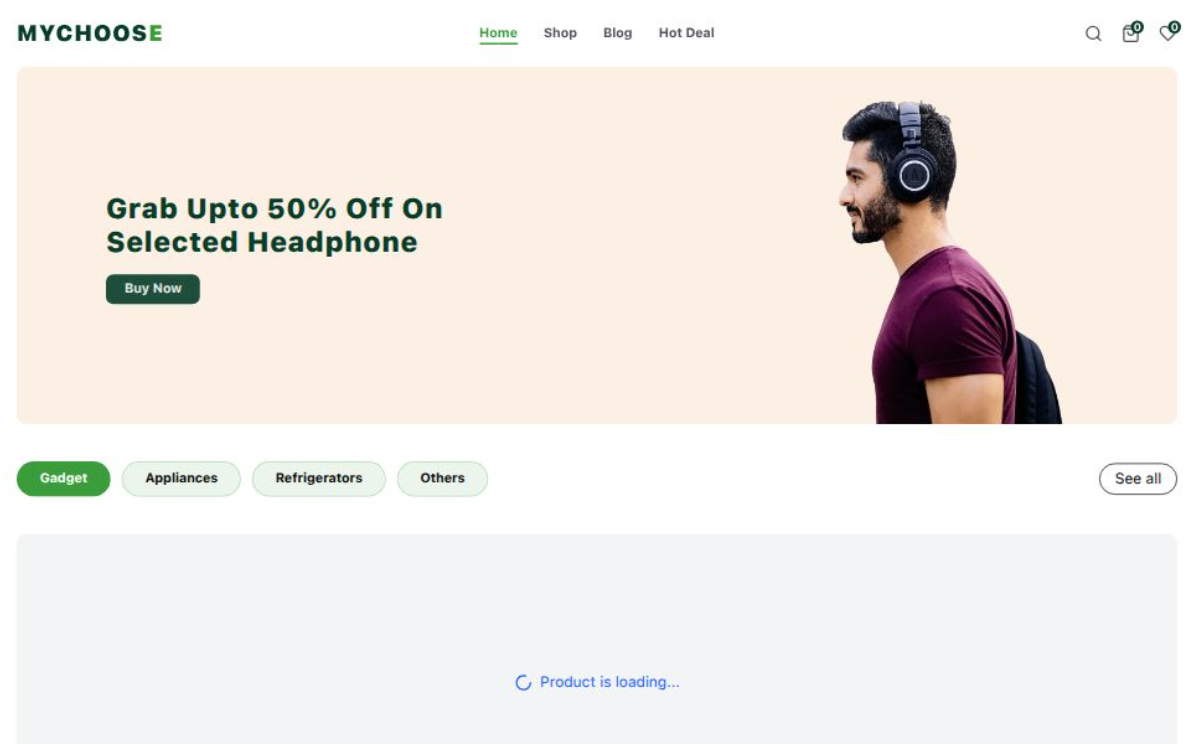 MYCHOOSE
Home Shop Blog Hot Deal
0 0
Grab Upto 50% Off On
Selected Headphone
Buy Now
Gadget Appliances Refrigerators Others See all
Product is loading...